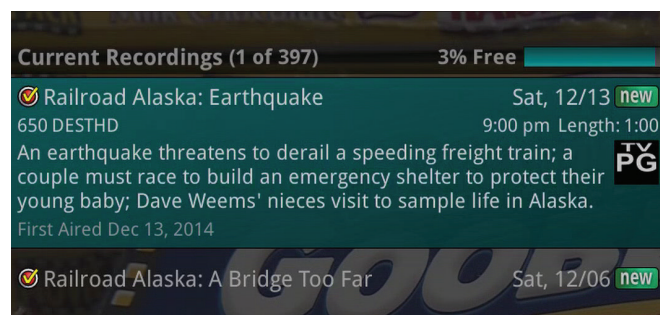 Current Recordings (1 of 397) 3% Free
Railroad Alaska: Earthquake Sat, 12/13 new
650 DESTHD 9:00 pm Length: 1:00
An earthquake threatens to derail a speeding freight train; a
couple must race to build an emergency shelter to protect their
young baby; Dave Weems' nieces visit to sample life in Alaska.
TV
PG
First Aired Dec 13, 2014
Railroad Alaska: A Bridge Too Far Sat, 12/06 new